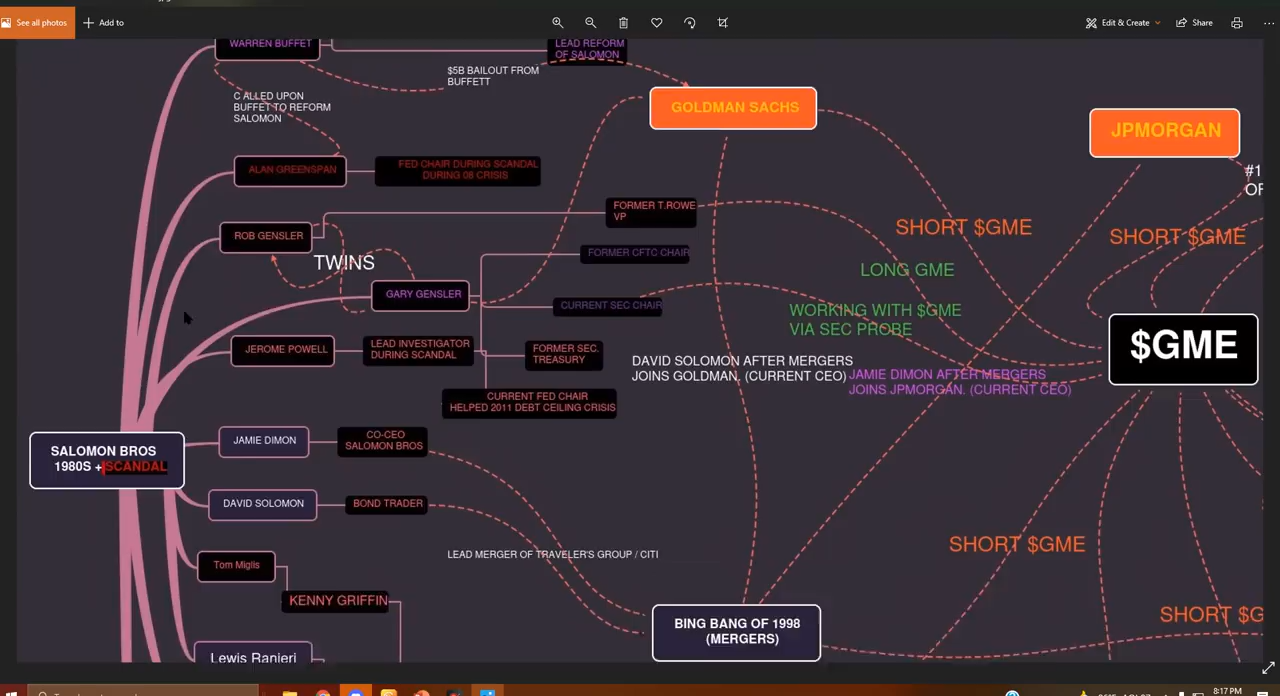 See all photos
Add to
Edit & Create
Share
WARREN BUFFET
LEAD REFORM
OF SALOMON
$5B BAILOUT FROM
BUFFETT
C ALLED UPON
BUFFET TO REFORM
SALOMON
GOLDMAN SACHS
JPMORGAN
#1
ALAN GREENSPAN
FED CHAIR DURING SCANDAL
DURING 08 CRISIS
FORMER T.ROWE
VP
ROB GENSLER
SHORT $GME
SHORT $GME
TWINS
FORMER CFTC CHAIR
LONG GME
GARY GENSLER
CURRENT SEC CHAIR
WORKING WITH $GME
VIA SEC PROBE
$GME
JEROME POWELL
LEAD INVESTIGATOR
DURING SCANDAL
FORMER SEC.
TREASURY
DAVID SOLOMON AFTER MERGERS
JOINS GOLDMAN. (CURRENT CEO)
JAMIE DIMON AFTER MERGERS
JOINS JPMORGAN. (CURRENT CEO)
CURRENT FED CHAIR
HELPED 2011 DEBT CEILING CRISIS
SALOMON BROS
1980S + SCANDAL
JAMIE DIMON
CO-CEO
SALOMON BROS
DAVID SOLOMON
BOND TRADER
LEAD MERGER OF TRAVELER'S GROUP / CITI
SHORT $GME
Tom Miglis
KENNY GRIFFIN
BING BANG OF 1998
(MERGERS)
SHORT $G
Lewis Ranieri
8:17 PM